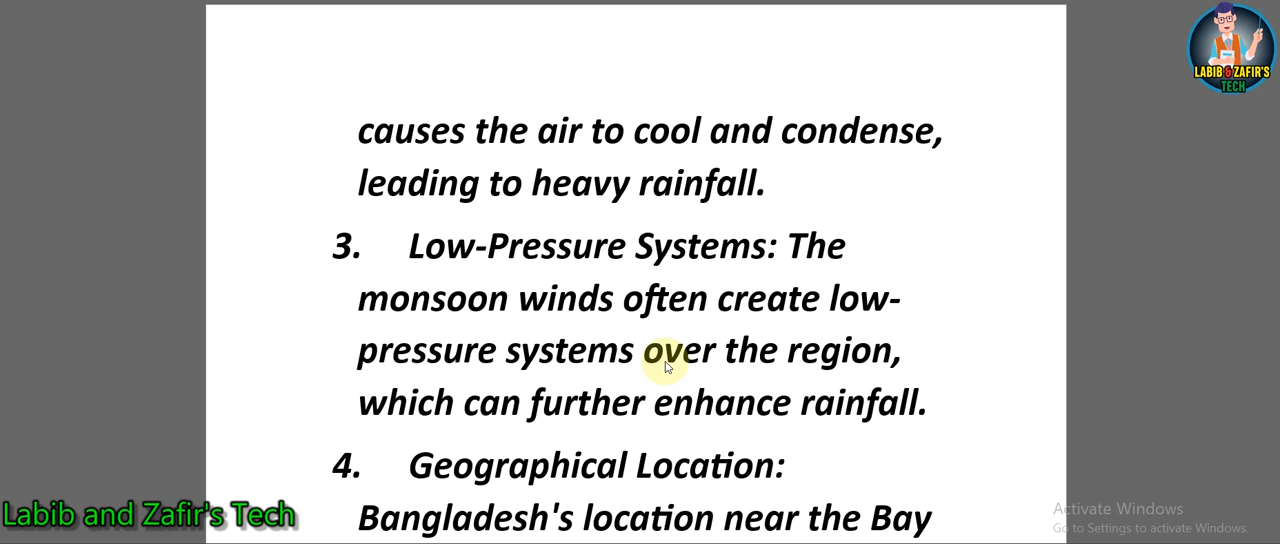 causes the air to cool and condense,
leading to heavy rainfall.
3. Low-Pressure Systems: The
monsoon winds often create low-
pressure systems over the region,
which can further enhance rainfall.
4. Geographical Location:
Bangladesh's location near the Bay
LABIB & ZAFIR'S
TECH
Labib and Zafir's Tech
Activate Windows
Go to Settings to activate Windows.